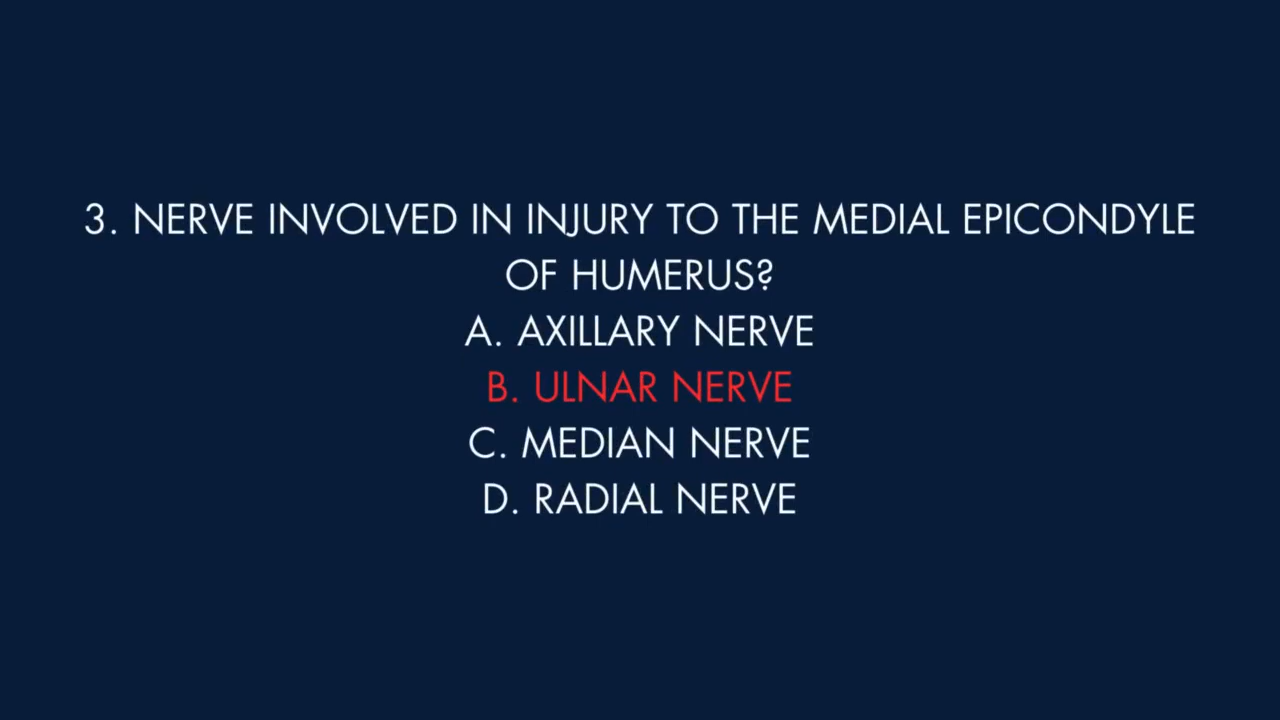 3. NERVE INVOLVED IN INJURY TO THE MEDIAL EPICONDYLE
OF HUMERUS?
A. AXILLARY NERVE
B. ULNAR NERVE
C. MEDIAN NERVE
D. RADIAL NERVE